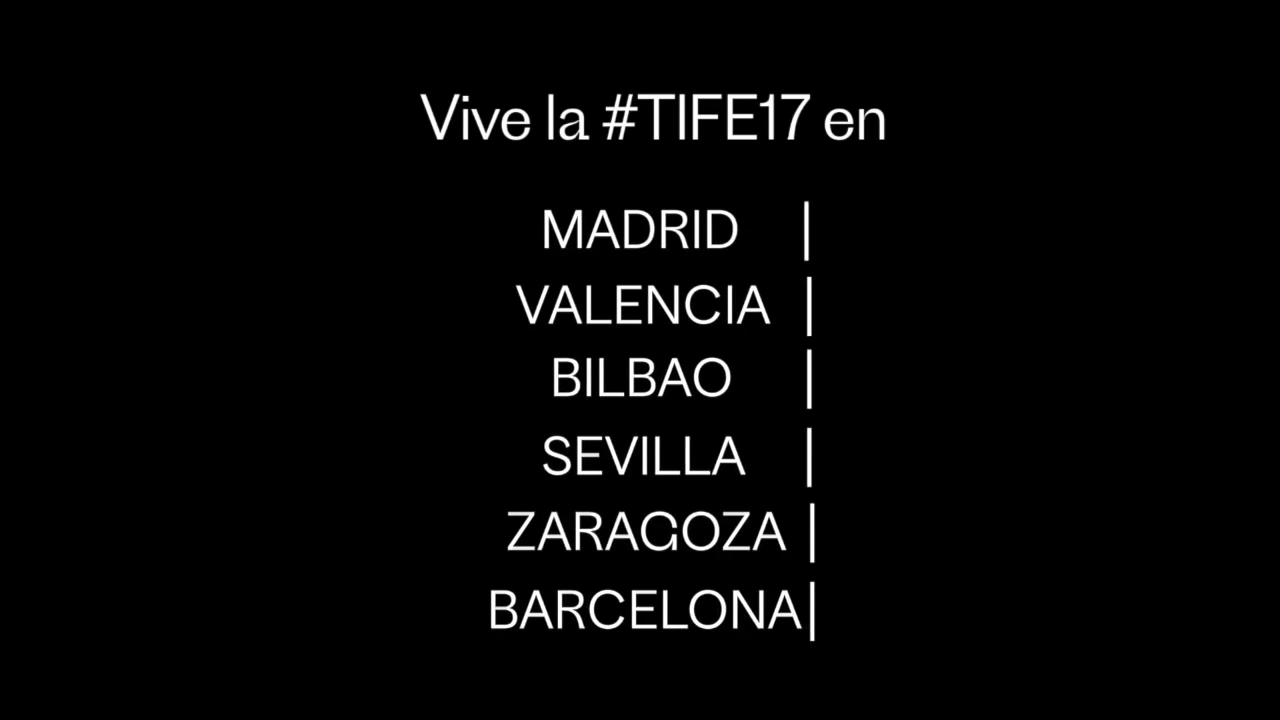 Vive la #TIFE17 en
MADRID |
VALENCIA |
BILBAO |
SEVILLA |
ZARAGOZA |
BARCELONA|